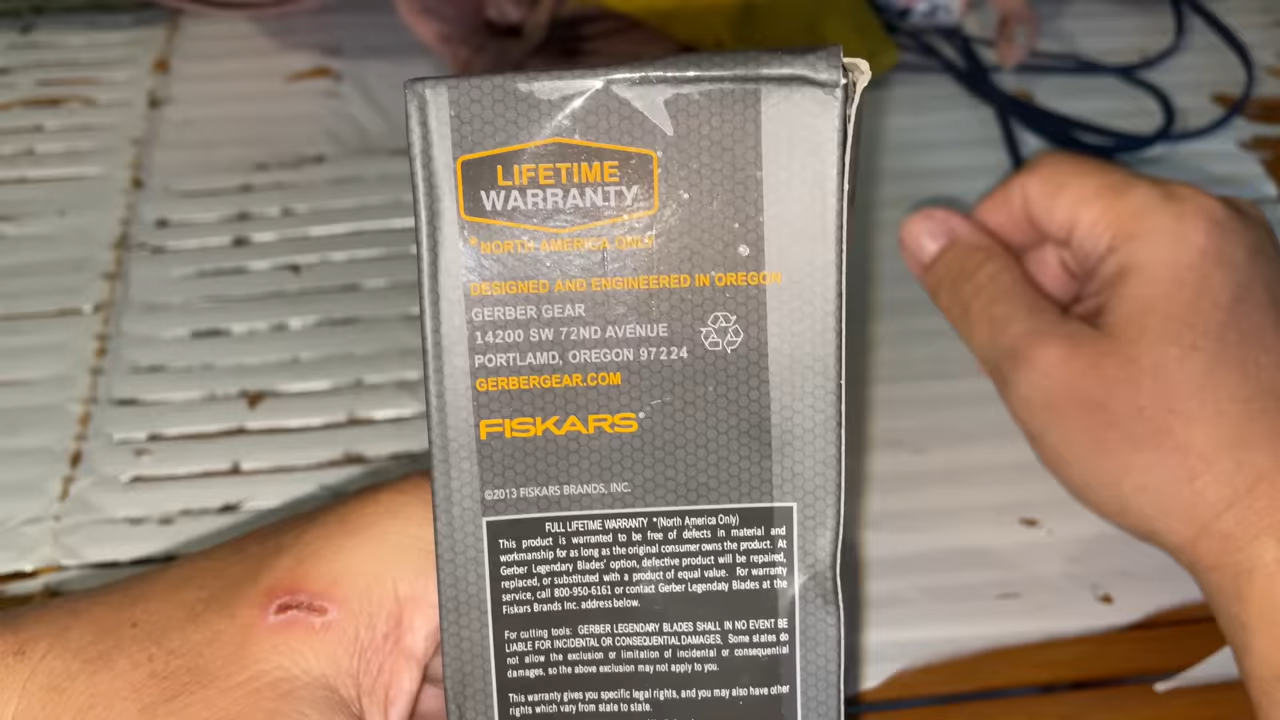 LIFETIME
WARRANTY
*NORTH AMERICA ONLY
DESIGNED AND ENGINEERED IN OREGON
GERBER GEAR
14200 SW 72ND AVENUE
PORTLAMD, OREGON 97224
GERBERGEAR.COM
FISKARS®
©2013 FISKARS BRANDS, INC.
FULL LIFETIME WARRANTY *(North America Only)
This product is warranted to be free of defects in material and
workmanship for as long as the original consumer owns the product. At
Gerber Legendary Blades' option, defective product will be repaired,
replaced, or substituted with a product of equal value. For warranty
service, call 800-950-6161 or contact Gerber Legendaty Blades at the
Fiskars Brands Inc. address below.
For cutting tools: GERBER LEGENDARY BLADES SHALL IN NO EVENT BE
LIABLE FOR INCIDENTAL OR CONSEQUENTIAL DAMAGES. Some states do
not allow the exclusion or limitation of incidental or consequential
damages, so the above exclusion may not apply to you.
This warranty gives you specific legal rights, and you may also have other
rights which vary from state to state.